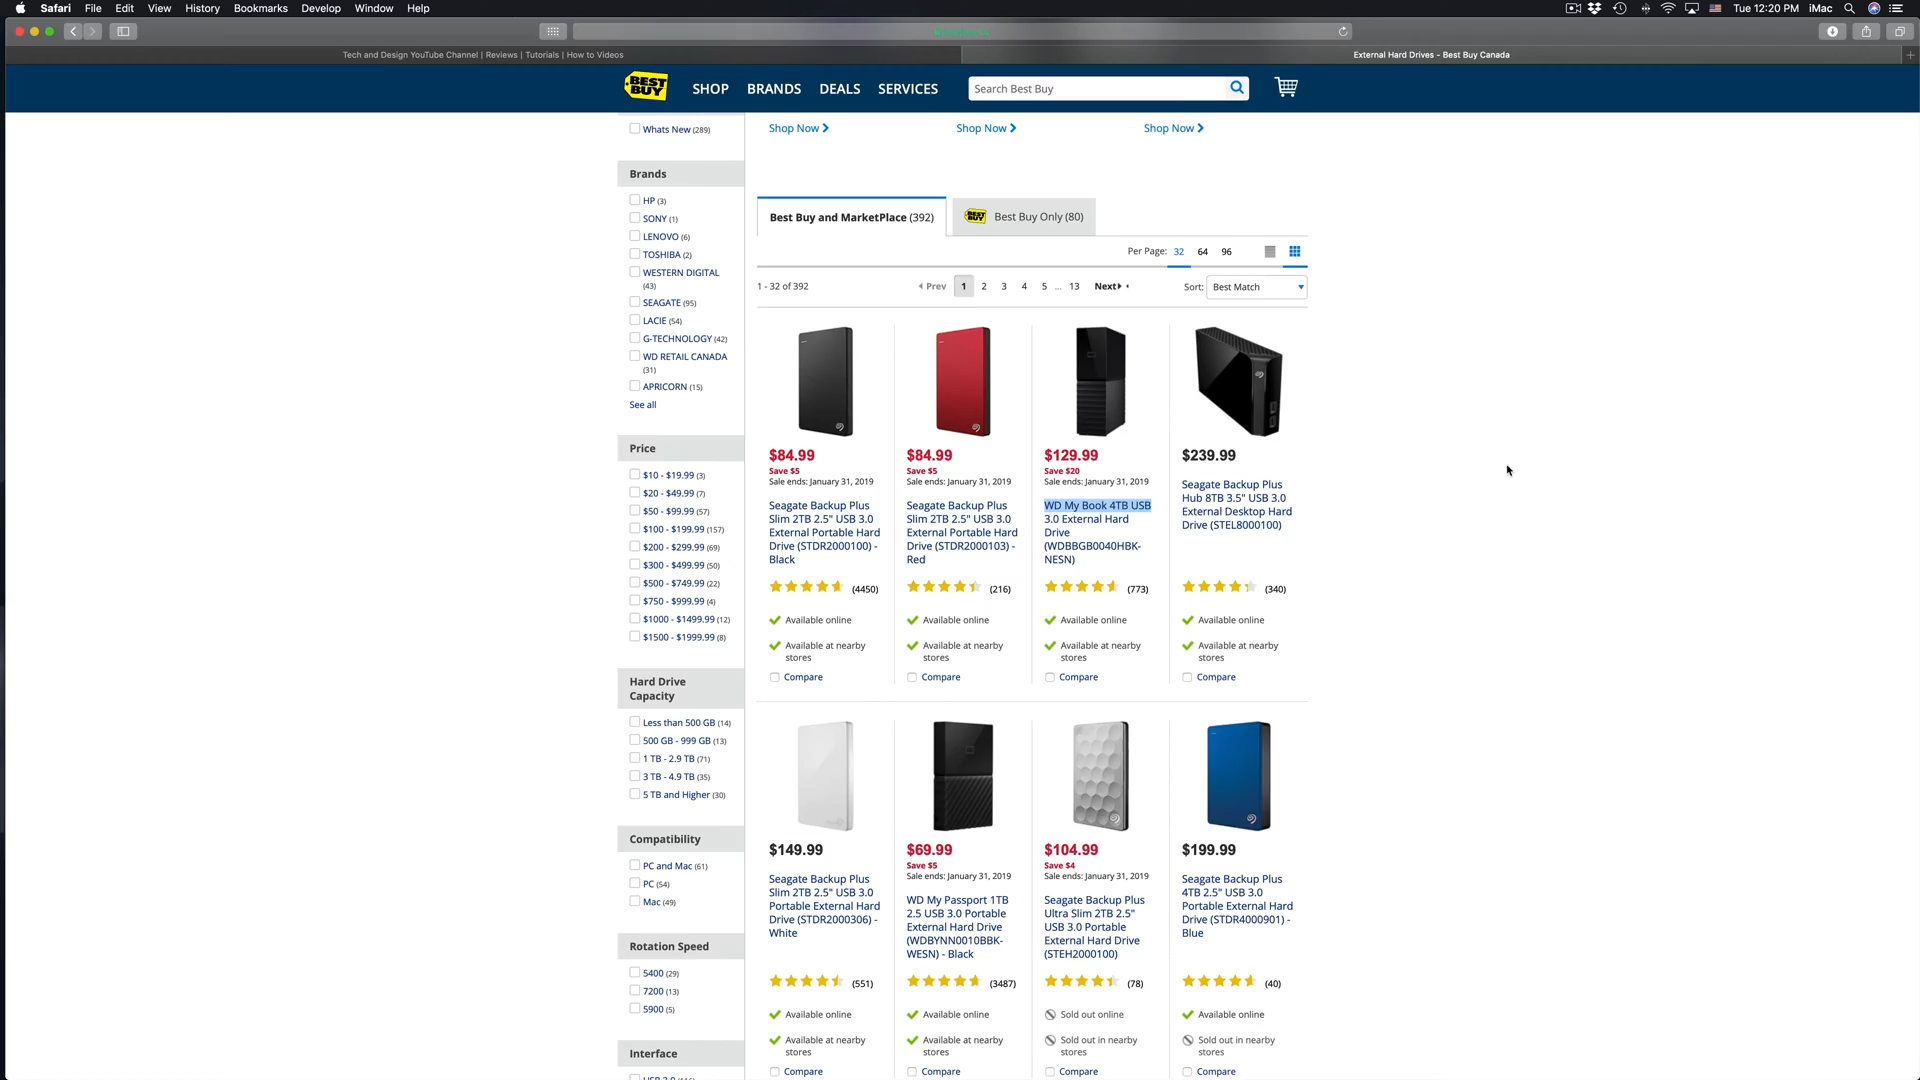 Safari File Edit View History Bookmarks Develop Window Help
Tue 12:20 PM iMac
Tech and Design YouTube Channel | Reviews | Tutorials | How to Videos
External Hard Drives - Best Buy Canada
BEST BUY
SHOP BRANDS DEALS SERVICES
Search Best Buy
Whats New (289)
Brands
HP (3)
SONY (1)
LENOVO (6)
TOSHIBA (2)
WESTERN DIGITAL
(43)
SEAGATE (95)
LACIE (54)
G-TECHNOLOGY (42)
WD RETAIL CANADA
(31)
APRICORN (15)
See all
Price
$10 - $19.99 (3)
$20 - $49.99 (7)
$50 - $99.99 (57)
$100 - $199.99 (157)
$200 - $299.99 (69)
$300 - $499.99 (50)
$500 - $749.99 (22)
$750 - $999.99 (4)
$1000 - $1499.99 (12)
$1500 - $1999.99 (8)
Hard Drive
Capacity
Less than 500 GB (14)
500 GB - 999 GB (13)
1 TB - 2.9 TB (71)
3 TB - 4.9 TB (35)
5 TB and Higher (30)
Compatibility
PC and Mac (61)
PC (54)
Mac (49)
Rotation Speed
5400 (29)
7200 (13)
5900 (5)
Interface
Shop Now
Shop Now
Shop Now
Best Buy and MarketPlace (392)
BEST BUY
Best Buy Only (80)
Per Page: 32 64 96
1 - 32 of 392
Prev 1 2 3 4 5 ... 13 Next
Sort: Best Match
$84.99
Save $5
Sale ends: January 31, 2019
Seagate Backup Plus
Slim 2TB 2.5" USB 3.0
External Portable Hard
Drive (STDR2000100) -
Black
(4450)
Available online
Available at nearby
stores
Compare
$84.99
Save $5
Sale ends: January 31, 2019
Seagate Backup Plus
Slim 2TB 2.5" USB 3.0
External Portable Hard
Drive (STDR2000103) -
Red
(216)
Available online
Available at nearby
stores
Compare
$129.99
Save $20
Sale ends: January 31, 2019
WD My Book 4TB USB
3.0 External Hard
Drive
(WDBBGB0040HBK-
NESN)
(773)
Available online
Available at nearby
stores
Compare
$239.99
Seagate Backup Plus
Hub 8TB 3.5" USB 3.0
External Desktop Hard
Drive (STEL8000100)
(340)
Available online
Available at nearby
stores
Compare
$149.99
Seagate Backup Plus
Slim 2TB 2.5" USB 3.0
Portable External Hard
Drive (STDR2000306) -
White
(551)
Available online
Available at nearby
stores
Compare
$69.99
Save $5
Sale ends: January 31, 2019
WD My Passport 1TB
2.5 USB 3.0 Portable
External Hard Drive
(WDBYNN0010BBK-
WESN) - Black
(3487)
Available online
Available at nearby
stores
Compare
$104.99
Save $4
Sale ends: January 31, 2019
Seagate Backup Plus
Ultra Slim 2TB 2.5"
USB 3.0 Portable
External Hard Drive
(STEH2000100)
(78)
Sold out online
Sold out in nearby
stores
Compare
$199.99
Seagate Backup Plus
4TB 2.5" USB 3.0
Portable External Hard
Drive (STDR4000901) -
Blue
(40)
Available online
Sold out in nearby
stores
Compare